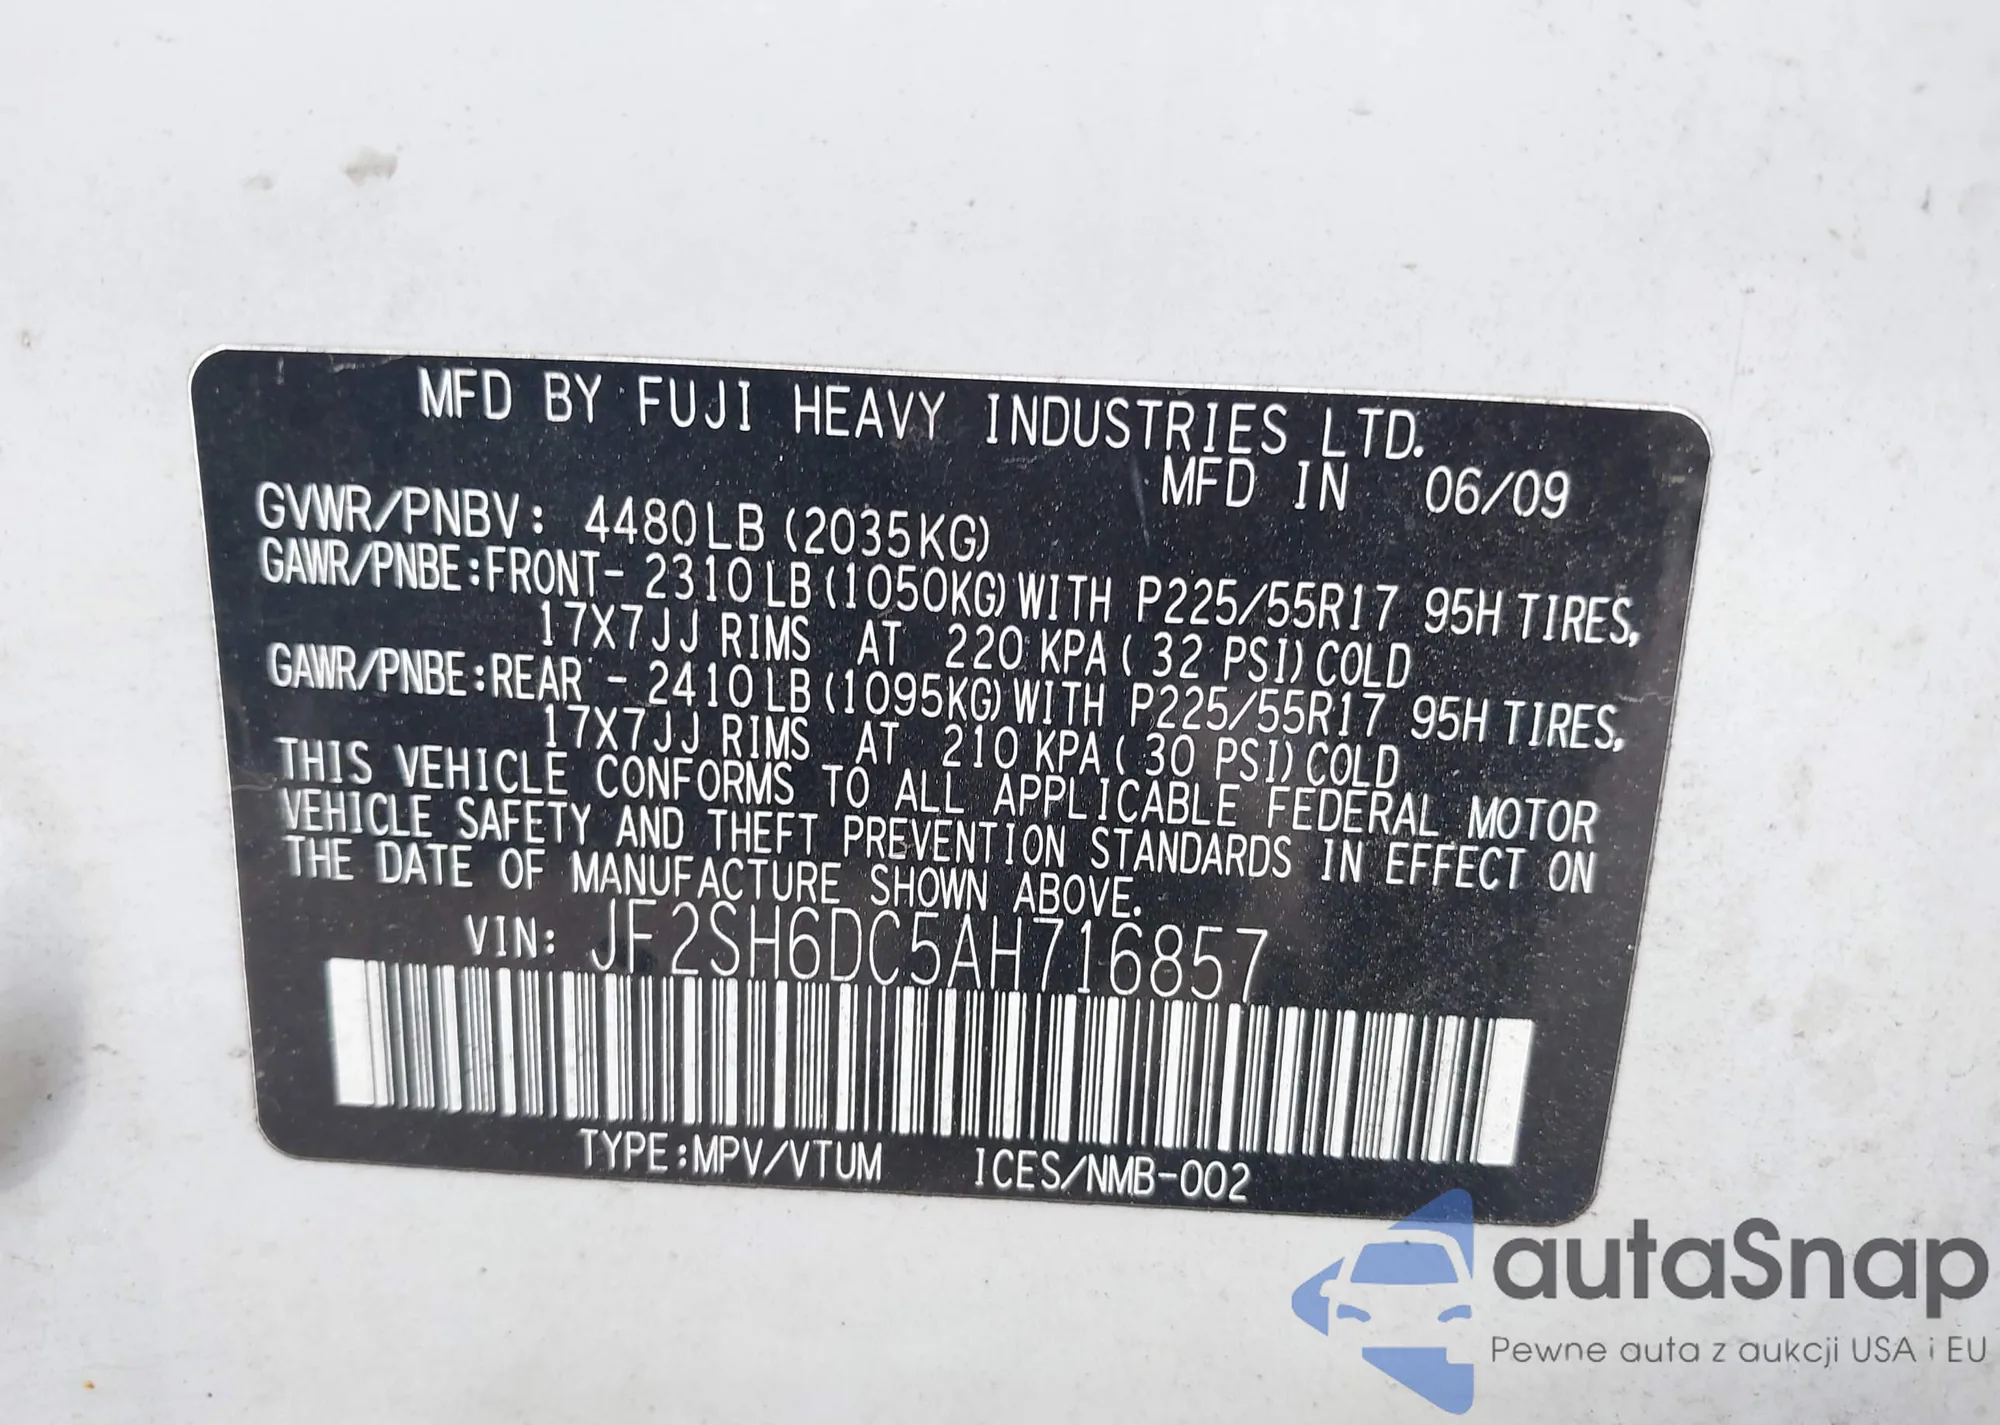 MFD BY FUJI HEAVY INDUSTRIES LTD.
MFD IN 06/09
GVWR/PNBV: 4480LB (2035KG)
GAWR/PNBE:FRONT- 2310LB(1050KG)WITH P225/55R17 95H TIRES,
17X7JJ RIMS AT 220 KPA( 32 PSI)COLD
GAWR/PNBE:REAR - 2410LB(1095KG)WITH P225/55R17 95H TIRES,
17X7JJ RIMS AT 210 KPA( 30 PSI)COLD
THIS VEHICLE CONFORMS TO ALL APPLICABLE FEDERAL MOTOR
VEHICLE SAFETY AND THEFT PREVENTION STANDARDS IN EFFECT ON
THE DATE OF MANUFACTURE SHOWN ABOVE.
VIN: JF2SH6DC5AH716857
TYPE:MPV/VTUM ICES/NMB-002
autaSnap
Pewne auta z aukcji USA i EU